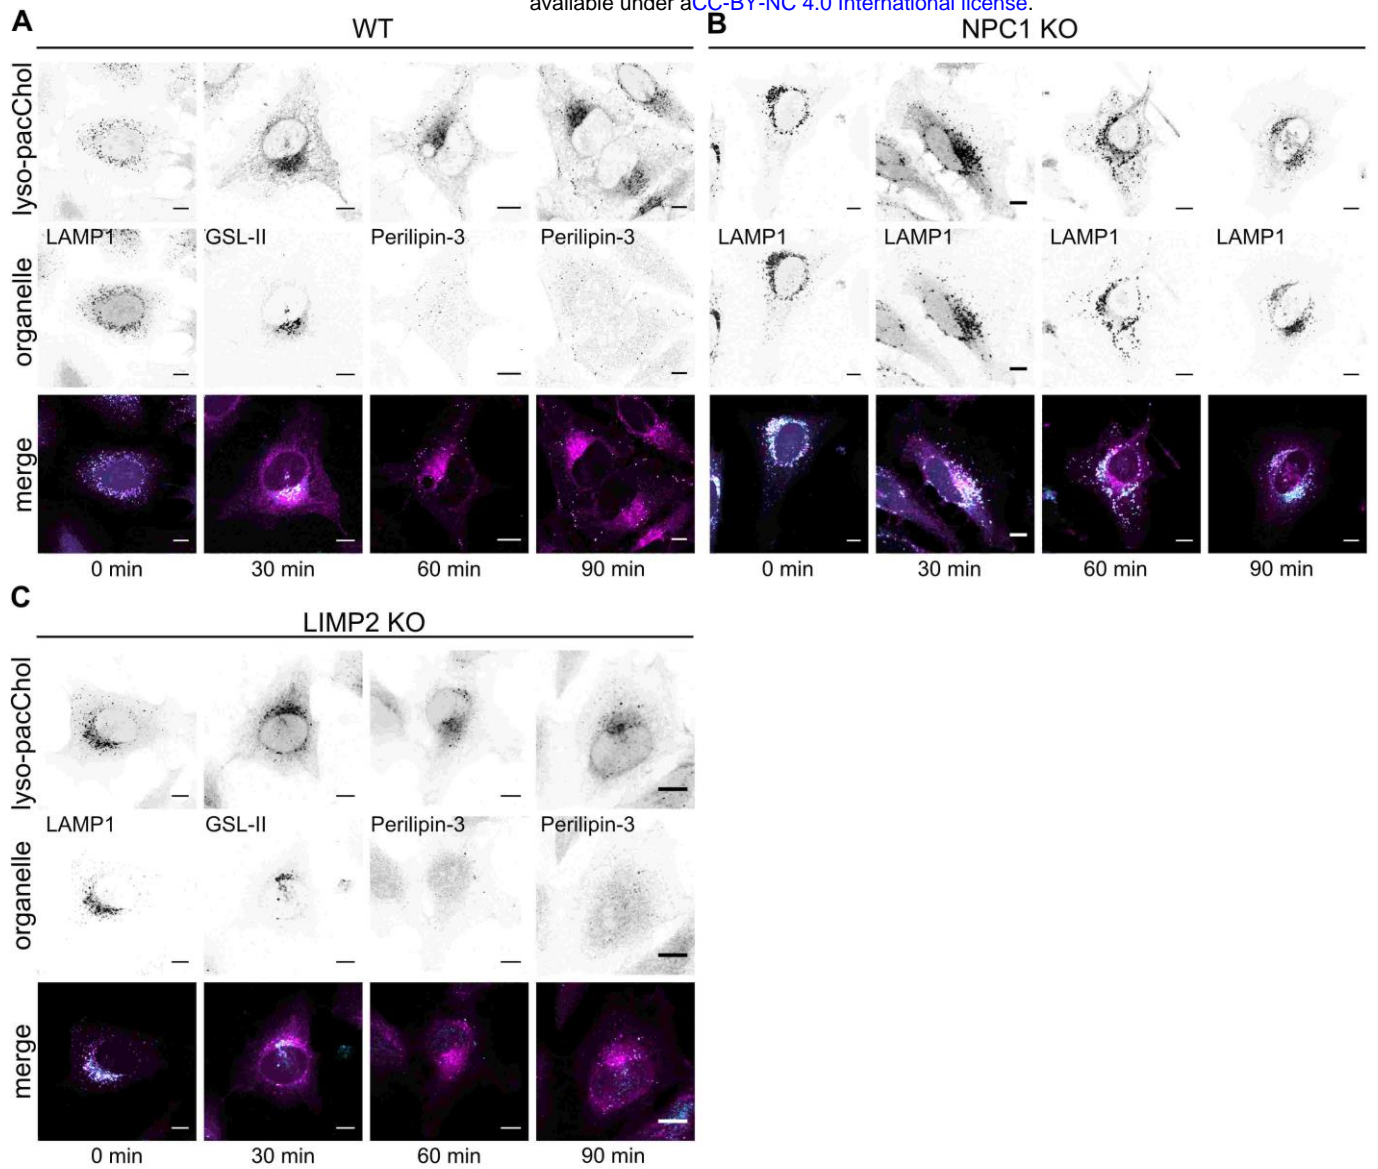 available under aCC-BY-NC 4.0 International license.
A
WT
B
NPC1 KO
lyso-pacChol
organelle
LAMP1
GSL-II
Perilipin-3
Perilipin-3
LAMP1
LAMP1
LAMP1
LAMP1
merge
0 min
30 min
60 min
90 min
0 min
30 min
60 min
90 min
C
LIMP2 KO
lyso-pacChol
organelle
LAMP1
GSL-II
Perilipin-3
Perilipin-3
merge
0 min
30 min
60 min
90 min